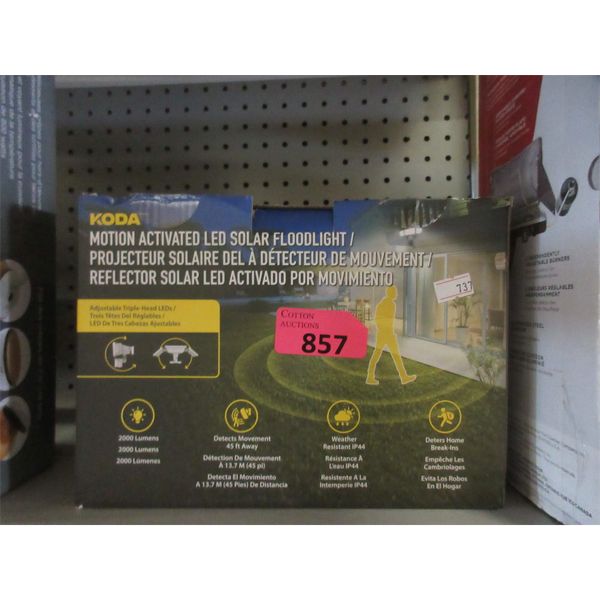 KODA
MOTION ACTIVATED LED SOLAR FLOODLIGHT /
PROJECTEUR SOLAIRE DEL À DÉTECTEUR DE MOUVEMENT /
REFLECTOR SOLAR LED ACTIVADO POR MOVIMIENTO
737
Adjustable Triple-Head LEDs /
Trois Têtes Del Réglables /
LED De Tres Cabezas Ajustables
COTTON
AUCTIONS
857
2000 Lumens
2000 Lumens
2000 Lúmenes
Detects Movement
45 ft Away
Détection De Mouvement
À 13.7 M (45 pi)
Detecta El Movimiento
A 13.7 M (45 Pies) De Distancia
Weather
Resistant IP44
Résistance À
L'eau IP44
Resistente A La
Intemperie IP44
Deters Home
Break-Ins
Empêche Les
Cambriolages
Evita Los Robos
En El Hogar